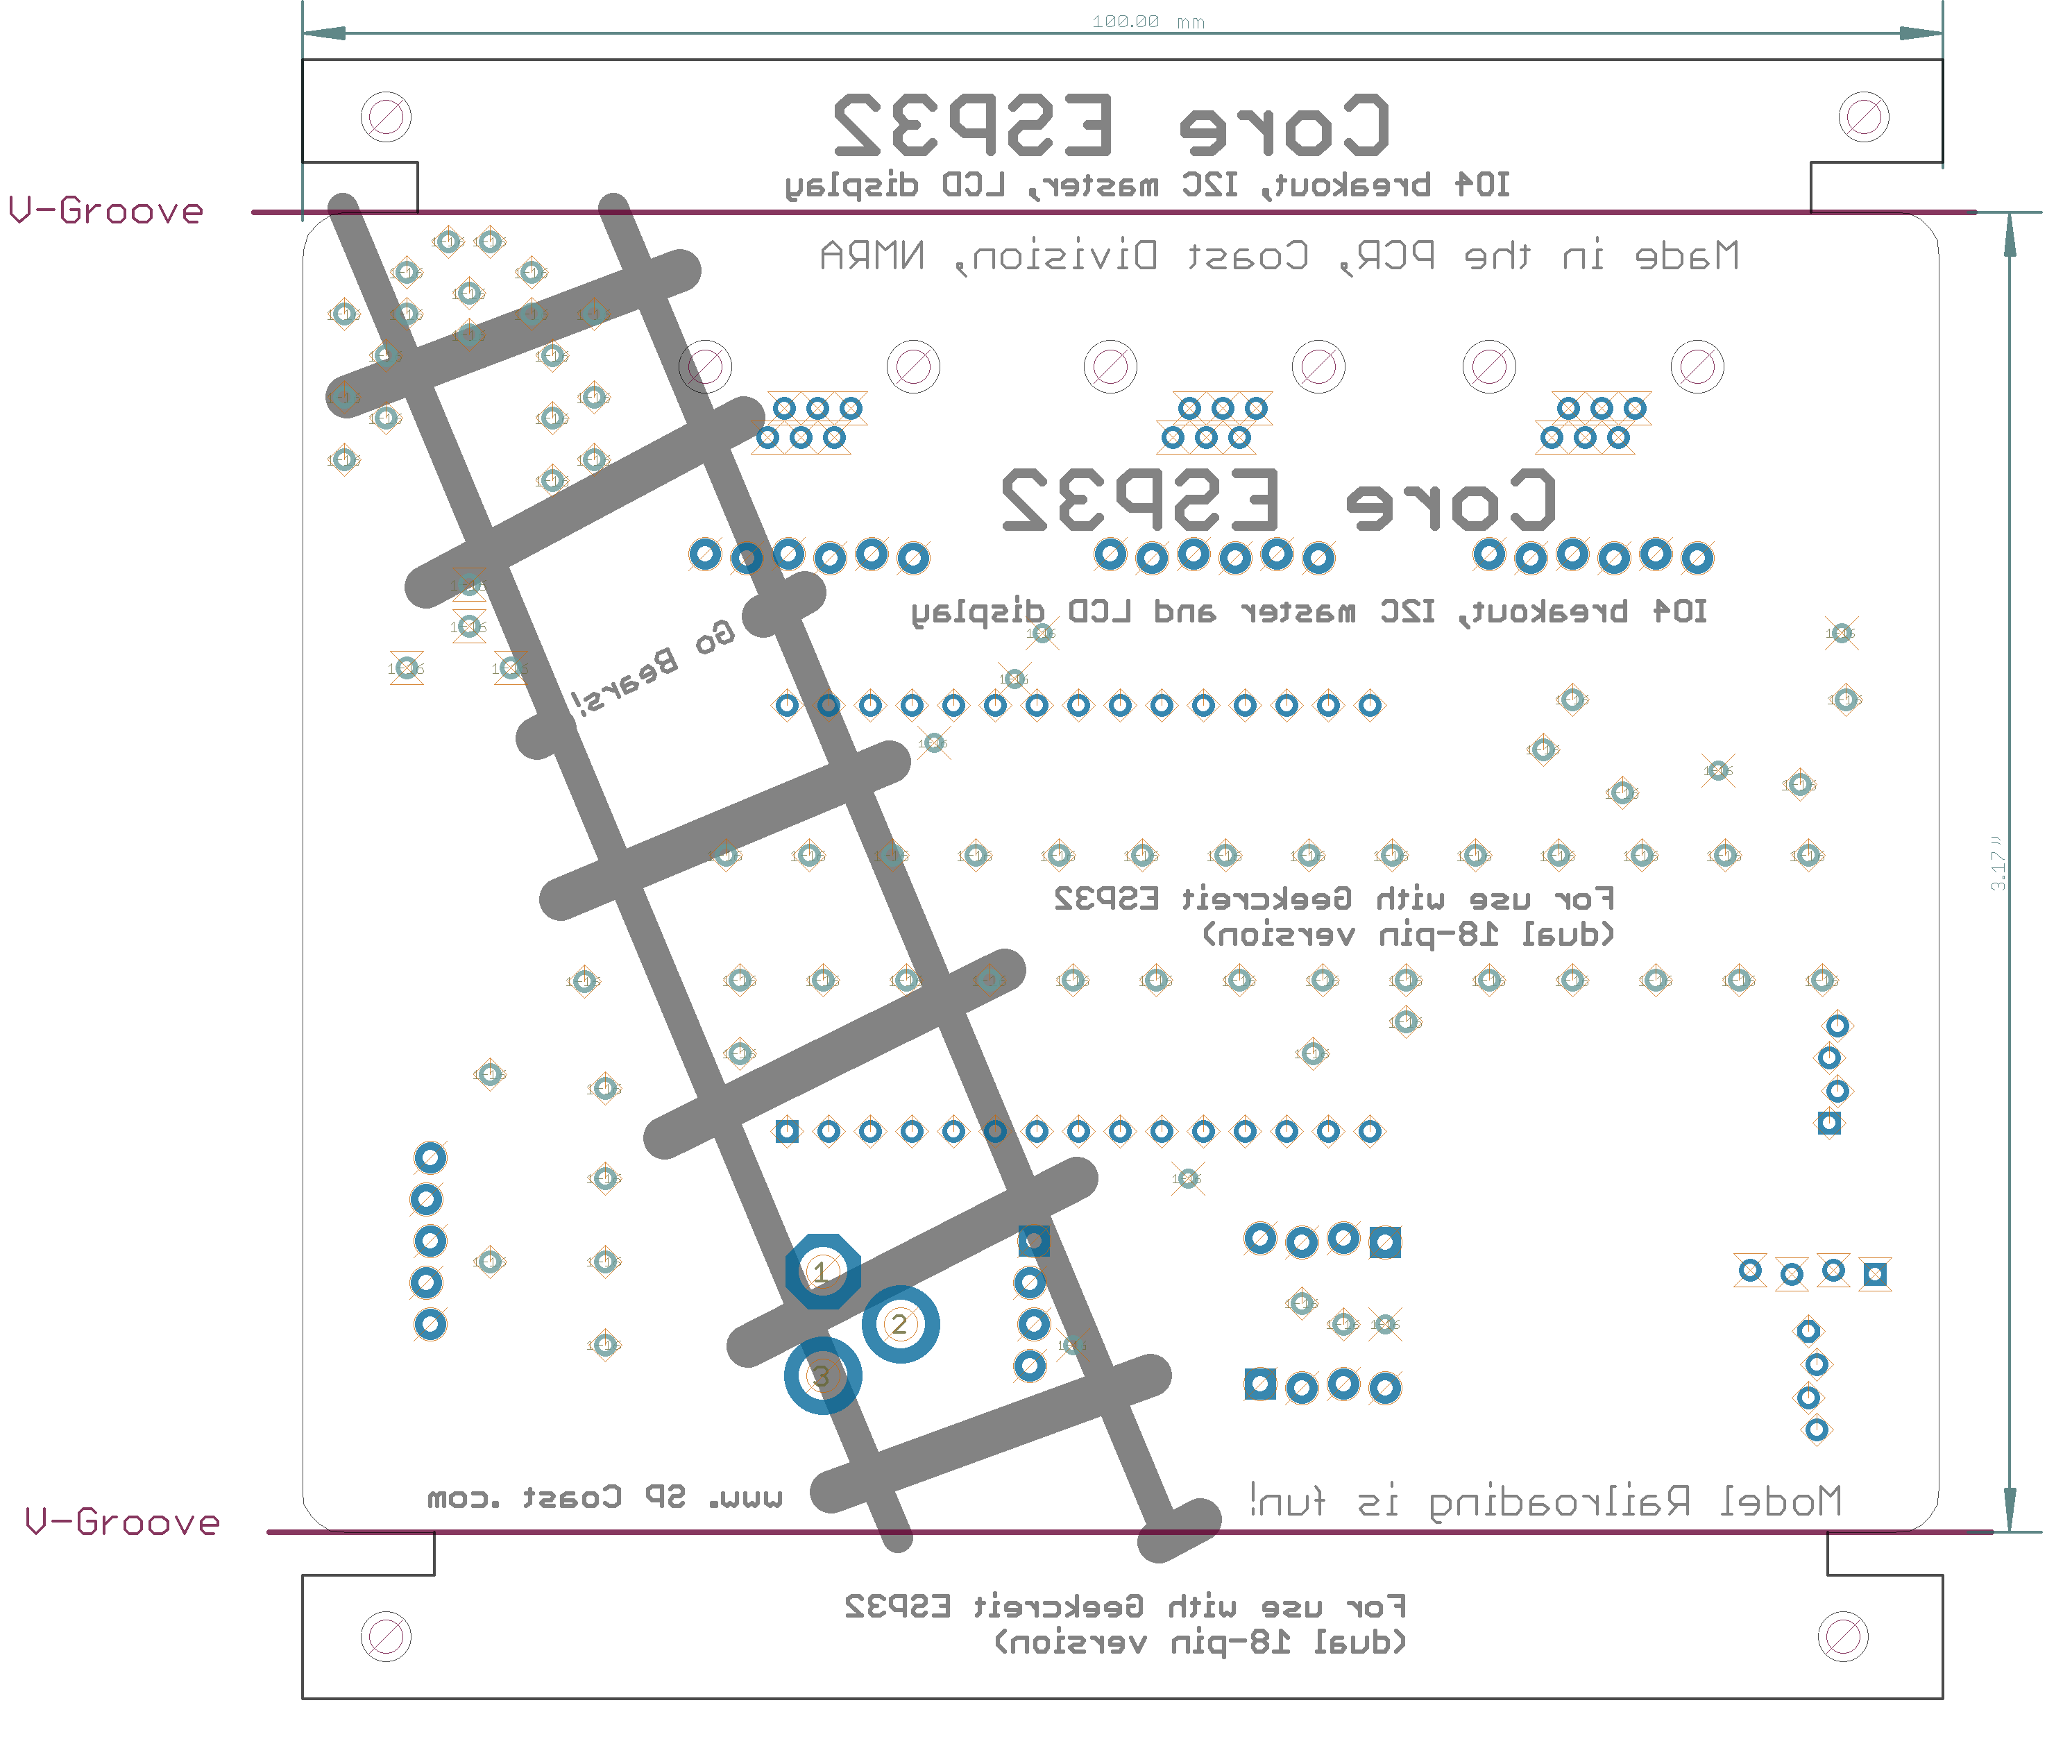 100.00 mm
Core ESP32
IO4 breakout, I2C master, LCD display
V-Groove
Made in the PCR, Coast Division, NMRA
Core ESP32
IO4 breakout, I2C master and LCD display
Go Bears!
3.17"
For use with Geekcreit ESP32
(dual 18-pin version)
1
2
3
www. SP Coast .com
Model Railroading is fun!
V-Groove
For use with Geekcreit ESP32
(dual 18-pin version)